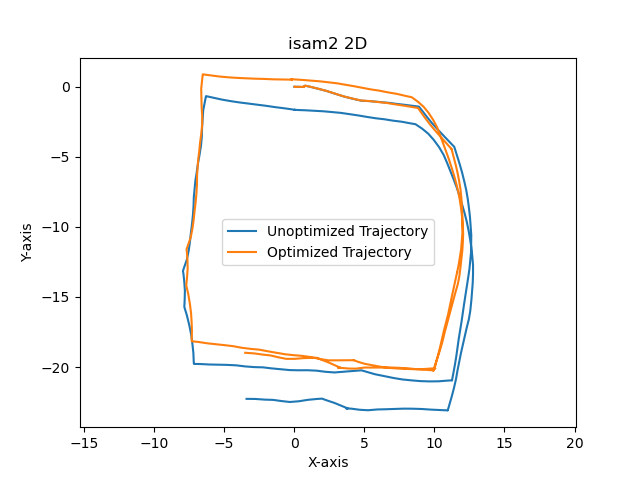 isam2 2D
0
−5
−10
−15
−20
Y-axis
Unoptimized Trajectory
Optimized Trajectory
−15
−10
−5
0
5
10
15
20
X-axis